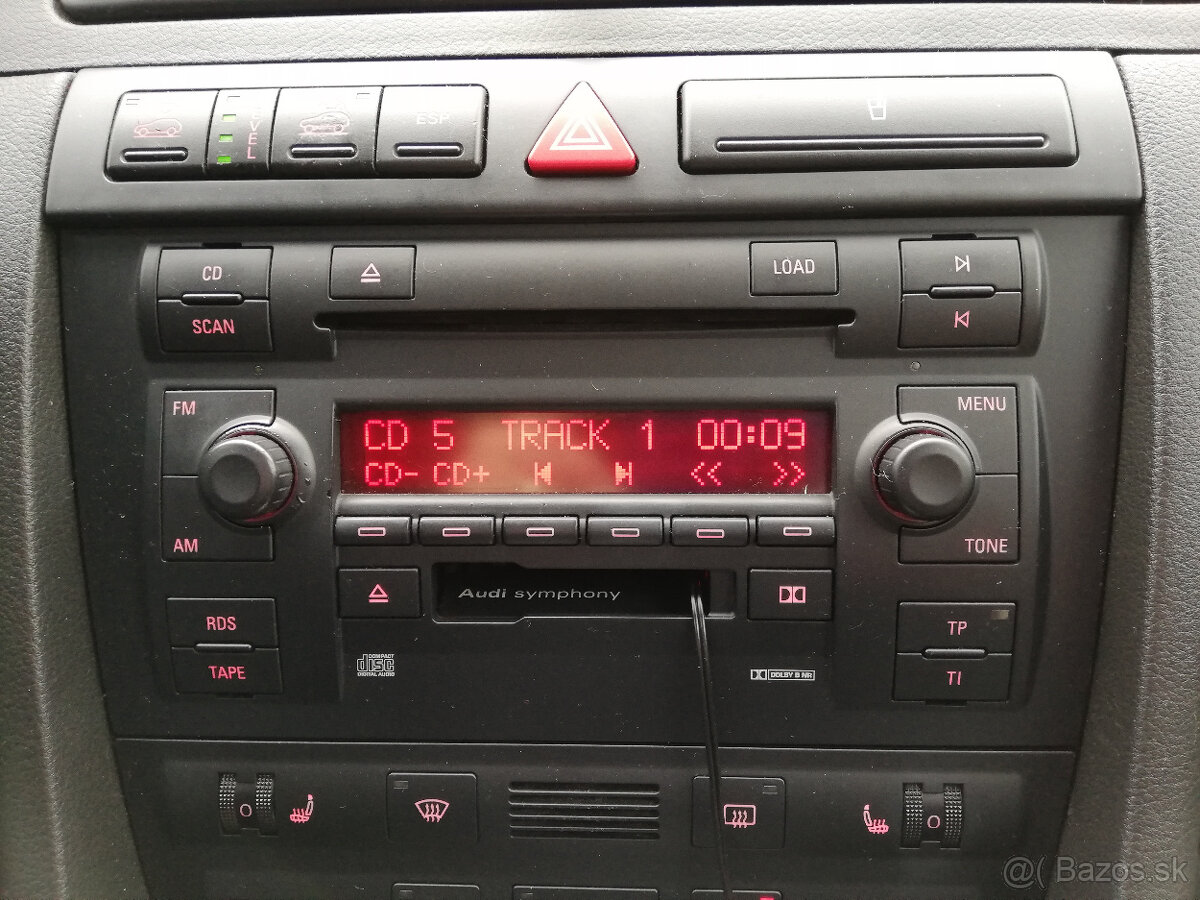 LEVEL
ESP
CD
LOAD
SCAN
FM
MENU
CD 5 TRACK 1 00:09
CD- CD+ << >>
AM
TONE
Audi symphony
RDS
TP
TAPE
TI
COMPACT
disc
DIGITAL AUDIO
DOLBY B NR
@( Bazos.sk